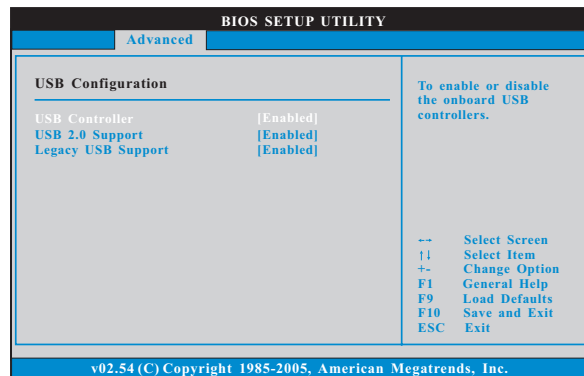 BIOS SETUP UTILITY
Advanced
USB Configuration
USB Controller [Enabled]
USB 2.0 Support [Enabled]
Legacy USB Support [Enabled]
To enable or disable
the onboard USB
controllers.
←→ Select Screen
↑↓ Select Item
+- Change Option
F1 General Help
F9 Load Defaults
F10 Save and Exit
ESC Exit
v02.54 (C) Copyright 1985-2005, American Megatrends, Inc.